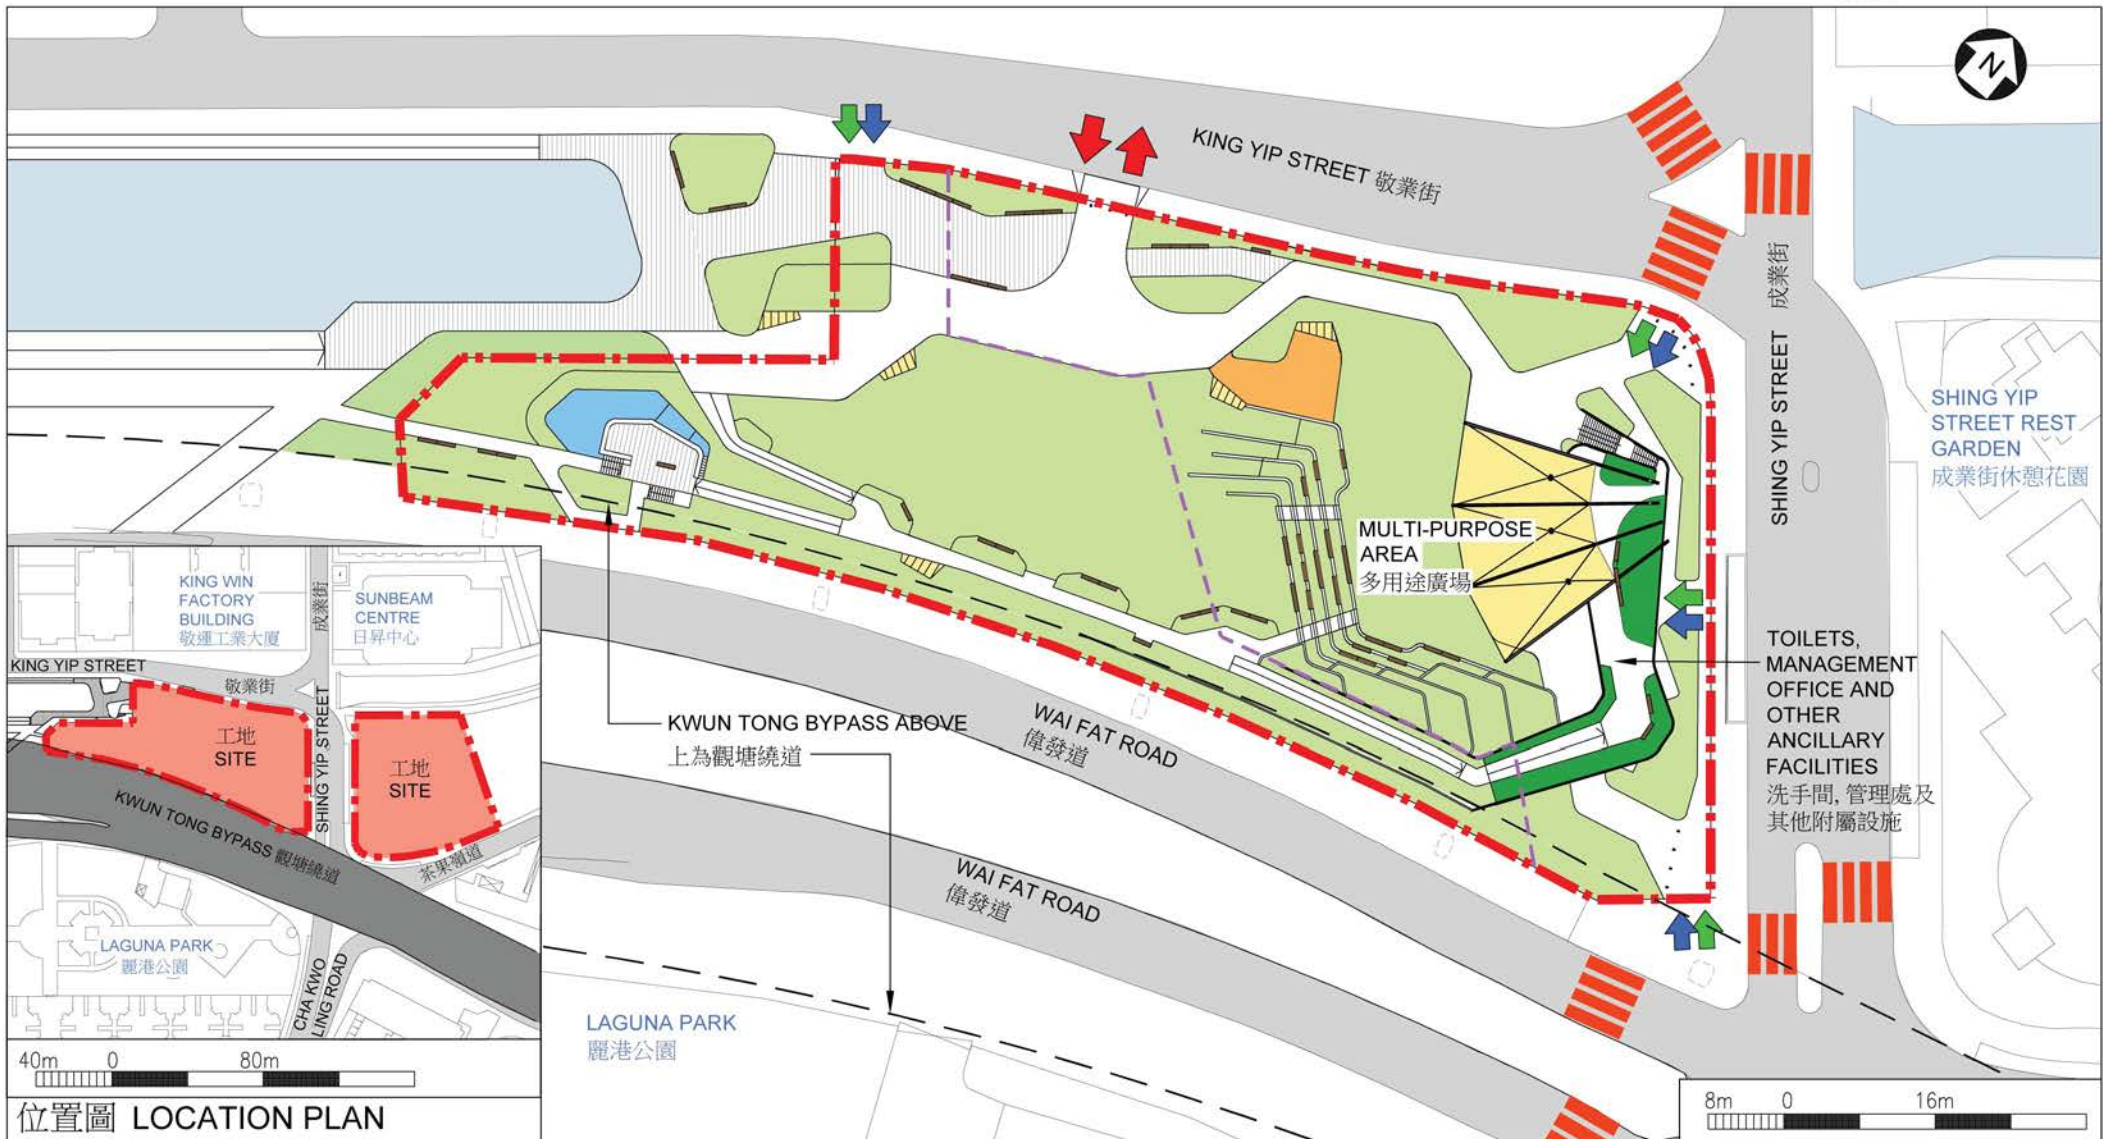 N
KING YIP STREET 敬業街
成業街
SHING YIP STREET
SHING YIP
STREET REST
GARDEN
成業街休憩花園
MULTI-PURPOSE
AREA
多用途廣場
TOILETS,
MANAGEMENT
OFFICE AND
OTHER
ANCILLARY
FACILITIES
洗手間, 管理處及
其他附屬設施
KWUN TONG BYPASS ABOVE
上為觀塘繞道
WAI FAT ROAD
偉發道
WAI FAT ROAD
偉發道
LAGUNA PARK
麗港公園
8m 0 16m
KING WIN
FACTORY
BUILDING
敬運工業大廈
成業街
SUNBEAM
CENTRE
日昇中心
KING YIP STREET
敬業街
工地
SITE
SHING YIP STREET
工地
SITE
KWUN TONG BYPASS 觀塘繞道
茶果嶺道
LAGUNA PARK
麗港公園
CHA KWO
LING ROAD
40m 0 80m
位置圖 LOCATION PLAN